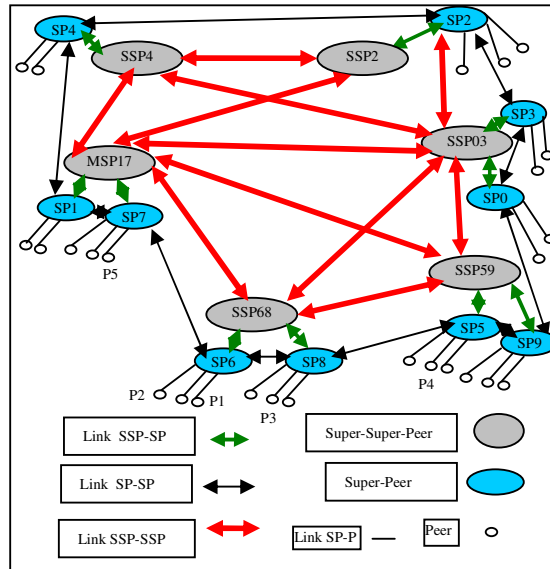 SP2
SP4
SSP4
SSP2
SP3
SSP03
MSP17
SP0
SP1
SP7
P5
SSP59
SSP68
SP5
SP9
SP6
SP8
P4
P2
P1
P3
Link SSP-SP
Super-Super-Peer
Link SP-SP
Super-Peer
Link SSP-SSP
Link SP-P
Peer